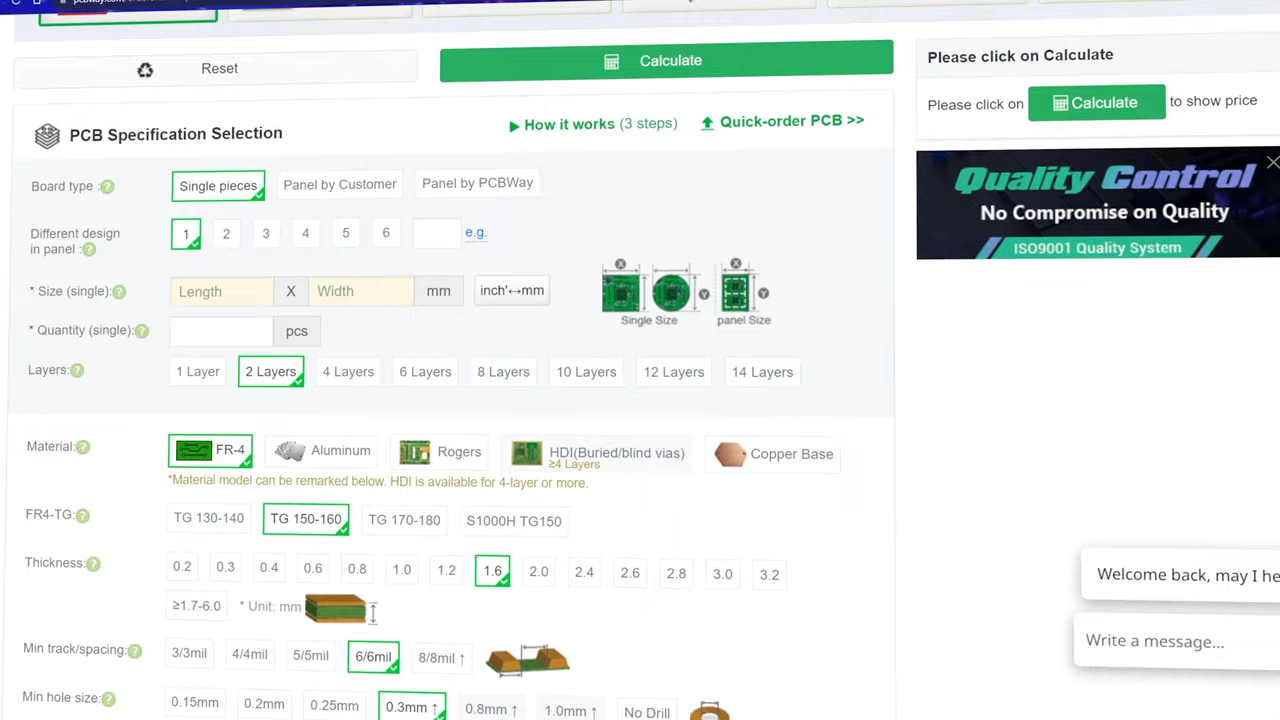 Reset
Calculate
Please click on Calculate
Please click on Calculate to show price
PCB Specification Selection
How it works (3 steps)
Quick-order PCB >>
Quality Control
No Compromise on Quality
ISO9001 Quality System
Board type :
Single pieces
Panel by Customer
Panel by PCBWay
Different design in panel :
1 2 3 4 5 6 e.g.
* Size (single):
Length X Width mm inch'↔mm
X X
Y Y
Single Size
panel Size
* Quantity (single):
pcs
Layers:
1 Layer 2 Layers 4 Layers 6 Layers 8 Layers 10 Layers 12 Layers 14 Layers
Material:
FR-4 Aluminum Rogers HDI(Buried/blind vias) Copper Base
≥4 Layers
*Material model can be remarked below. HDI is available for 4-layer or more.
FR4-TG:
TG 130-140 TG 150-160 TG 170-180 S1000H TG150
Thickness:
0.2 0.3 0.4 0.6 0.8 1.0 1.2 1.6 2.0 2.4 2.6 2.8 3.0 3.2
≥1.7-6.0 * Unit: mm
Welcome back, may I he
Write a message...
Min track/spacing:
3/3mil 4/4mil 5/5mil 6/6mil 8/8mil ↑
Min hole size:
0.15mm 0.2mm 0.25mm 0.3mm ↑ 0.8mm ↑ 1.0mm ↑ No Drill